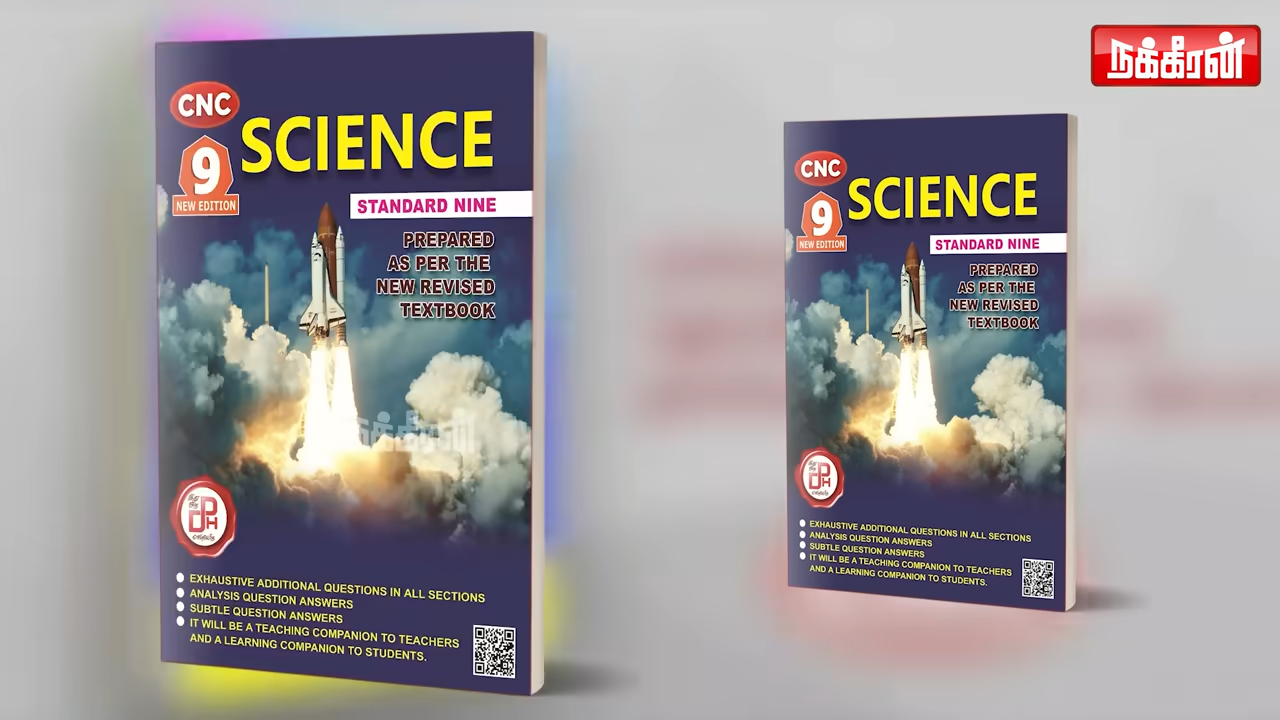 CNC
SCIENCE
9
NEW EDITION
STANDARD NINE
PREPARED
AS PER THE
NEW REVISED
TEXTBOOK
நக்கீரன்
DPH
EXHAUSTIVE ADDITIONAL QUESTIONS IN ALL SECTIONS
ANALYSIS QUESTION ANSWERS
SUBTLE QUESTION ANSWERS
IT WILL BE A TEACHING COMPANION TO TEACHERS
AND A LEARNING COMPANION TO STUDENTS.
நக்கீரன்
CNC
SCIENCE
9
NEW EDITION
STANDARD NINE
PREPARED
AS PER THE
NEW REVISED
TEXTBOOK
DPH
EXHAUSTIVE ADDITIONAL QUESTIONS IN ALL SECTIONS
ANALYSIS QUESTION ANSWERS
SUBTLE QUESTION ANSWERS
IT WILL BE A TEACHING COMPANION TO TEACHERS
AND A LEARNING COMPANION TO STUDENTS.